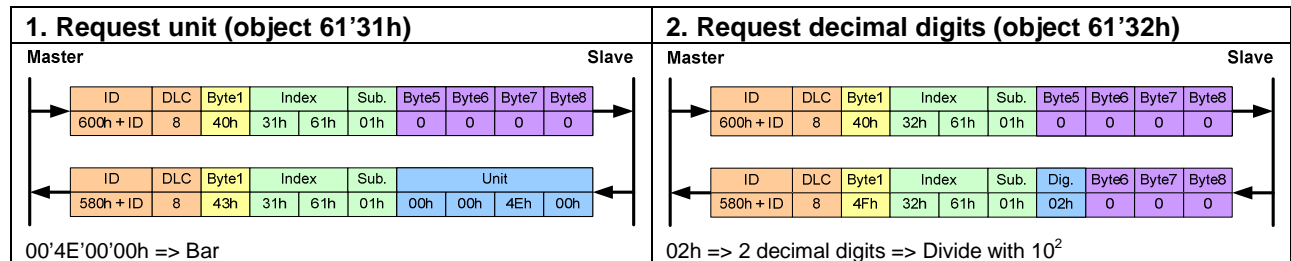 1. Request unit (object 61'31h)
Master Slave
ID DLC Byte1 Index Sub. Byte5 Byte6 Byte7 Byte8
600h + ID 8 40h 31h 61h 01h 0 0 0 0
ID DLC Byte1 Index Sub. Unit
580h + ID 8 43h 31h 61h 01h 00h 00h 4Eh 00h
00'4E'00'00h => Bar
2. Request decimal digits (object 61'32h)
Master Slave
ID DLC Byte1 Index Sub. Byte5 Byte6 Byte7 Byte8
600h + ID 8 40h 32h 61h 01h 0 0 0 0
ID DLC Byte1 Index Sub. Dig. Byte6 Byte7 Byte8
580h + ID 8 4Fh 32h 61h 01h 02h 0 0 0
02h => 2 decimal digits => Divide with 10²